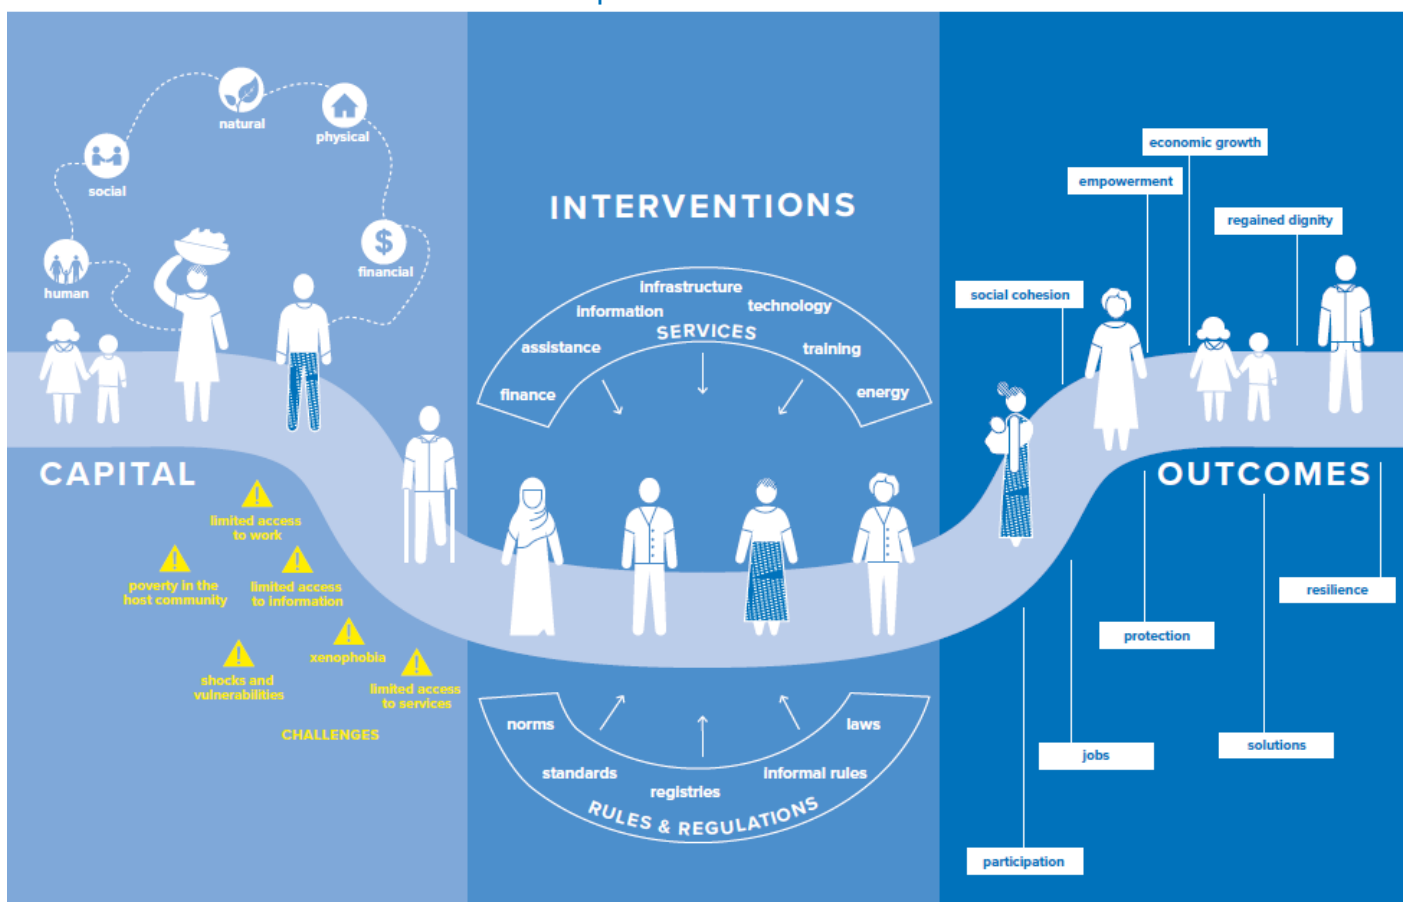 natural
physical
social
$
financial
human
CAPITAL
limited access
to work
poverty in the
host community
limited access
to information
xenophobia
shocks and
vulnerabilities
limited access
to services
CHALLENGES
INTERVENTIONS
infrastructure
information
technology
SERVICES
assistance
training
finance
energy
norms
laws
standards
informal rules
registries
RULES & REGULATIONS
economic growth
empowerment
regained dignity
social cohesion
OUTCOMES
resilience
protection
solutions
jobs
participation